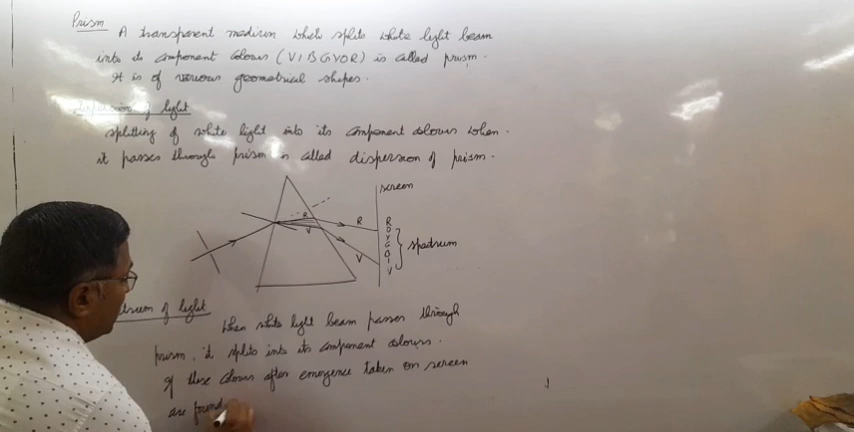 Prism
A transparent medium which splits white light beam
into its component colours (VIBGYOR) is called prism.
It is of various geometrical shapes.
of light
splitting of white light into its component colours when
it passes through prism is called dispersion of prism.
screen
R
R
V
V
R
O
Y
G
B
I
V
spectrum
trum of light
When white light beam passes through
prism, it splits into its component colours.
If these colours after emergence taken on screen
are found